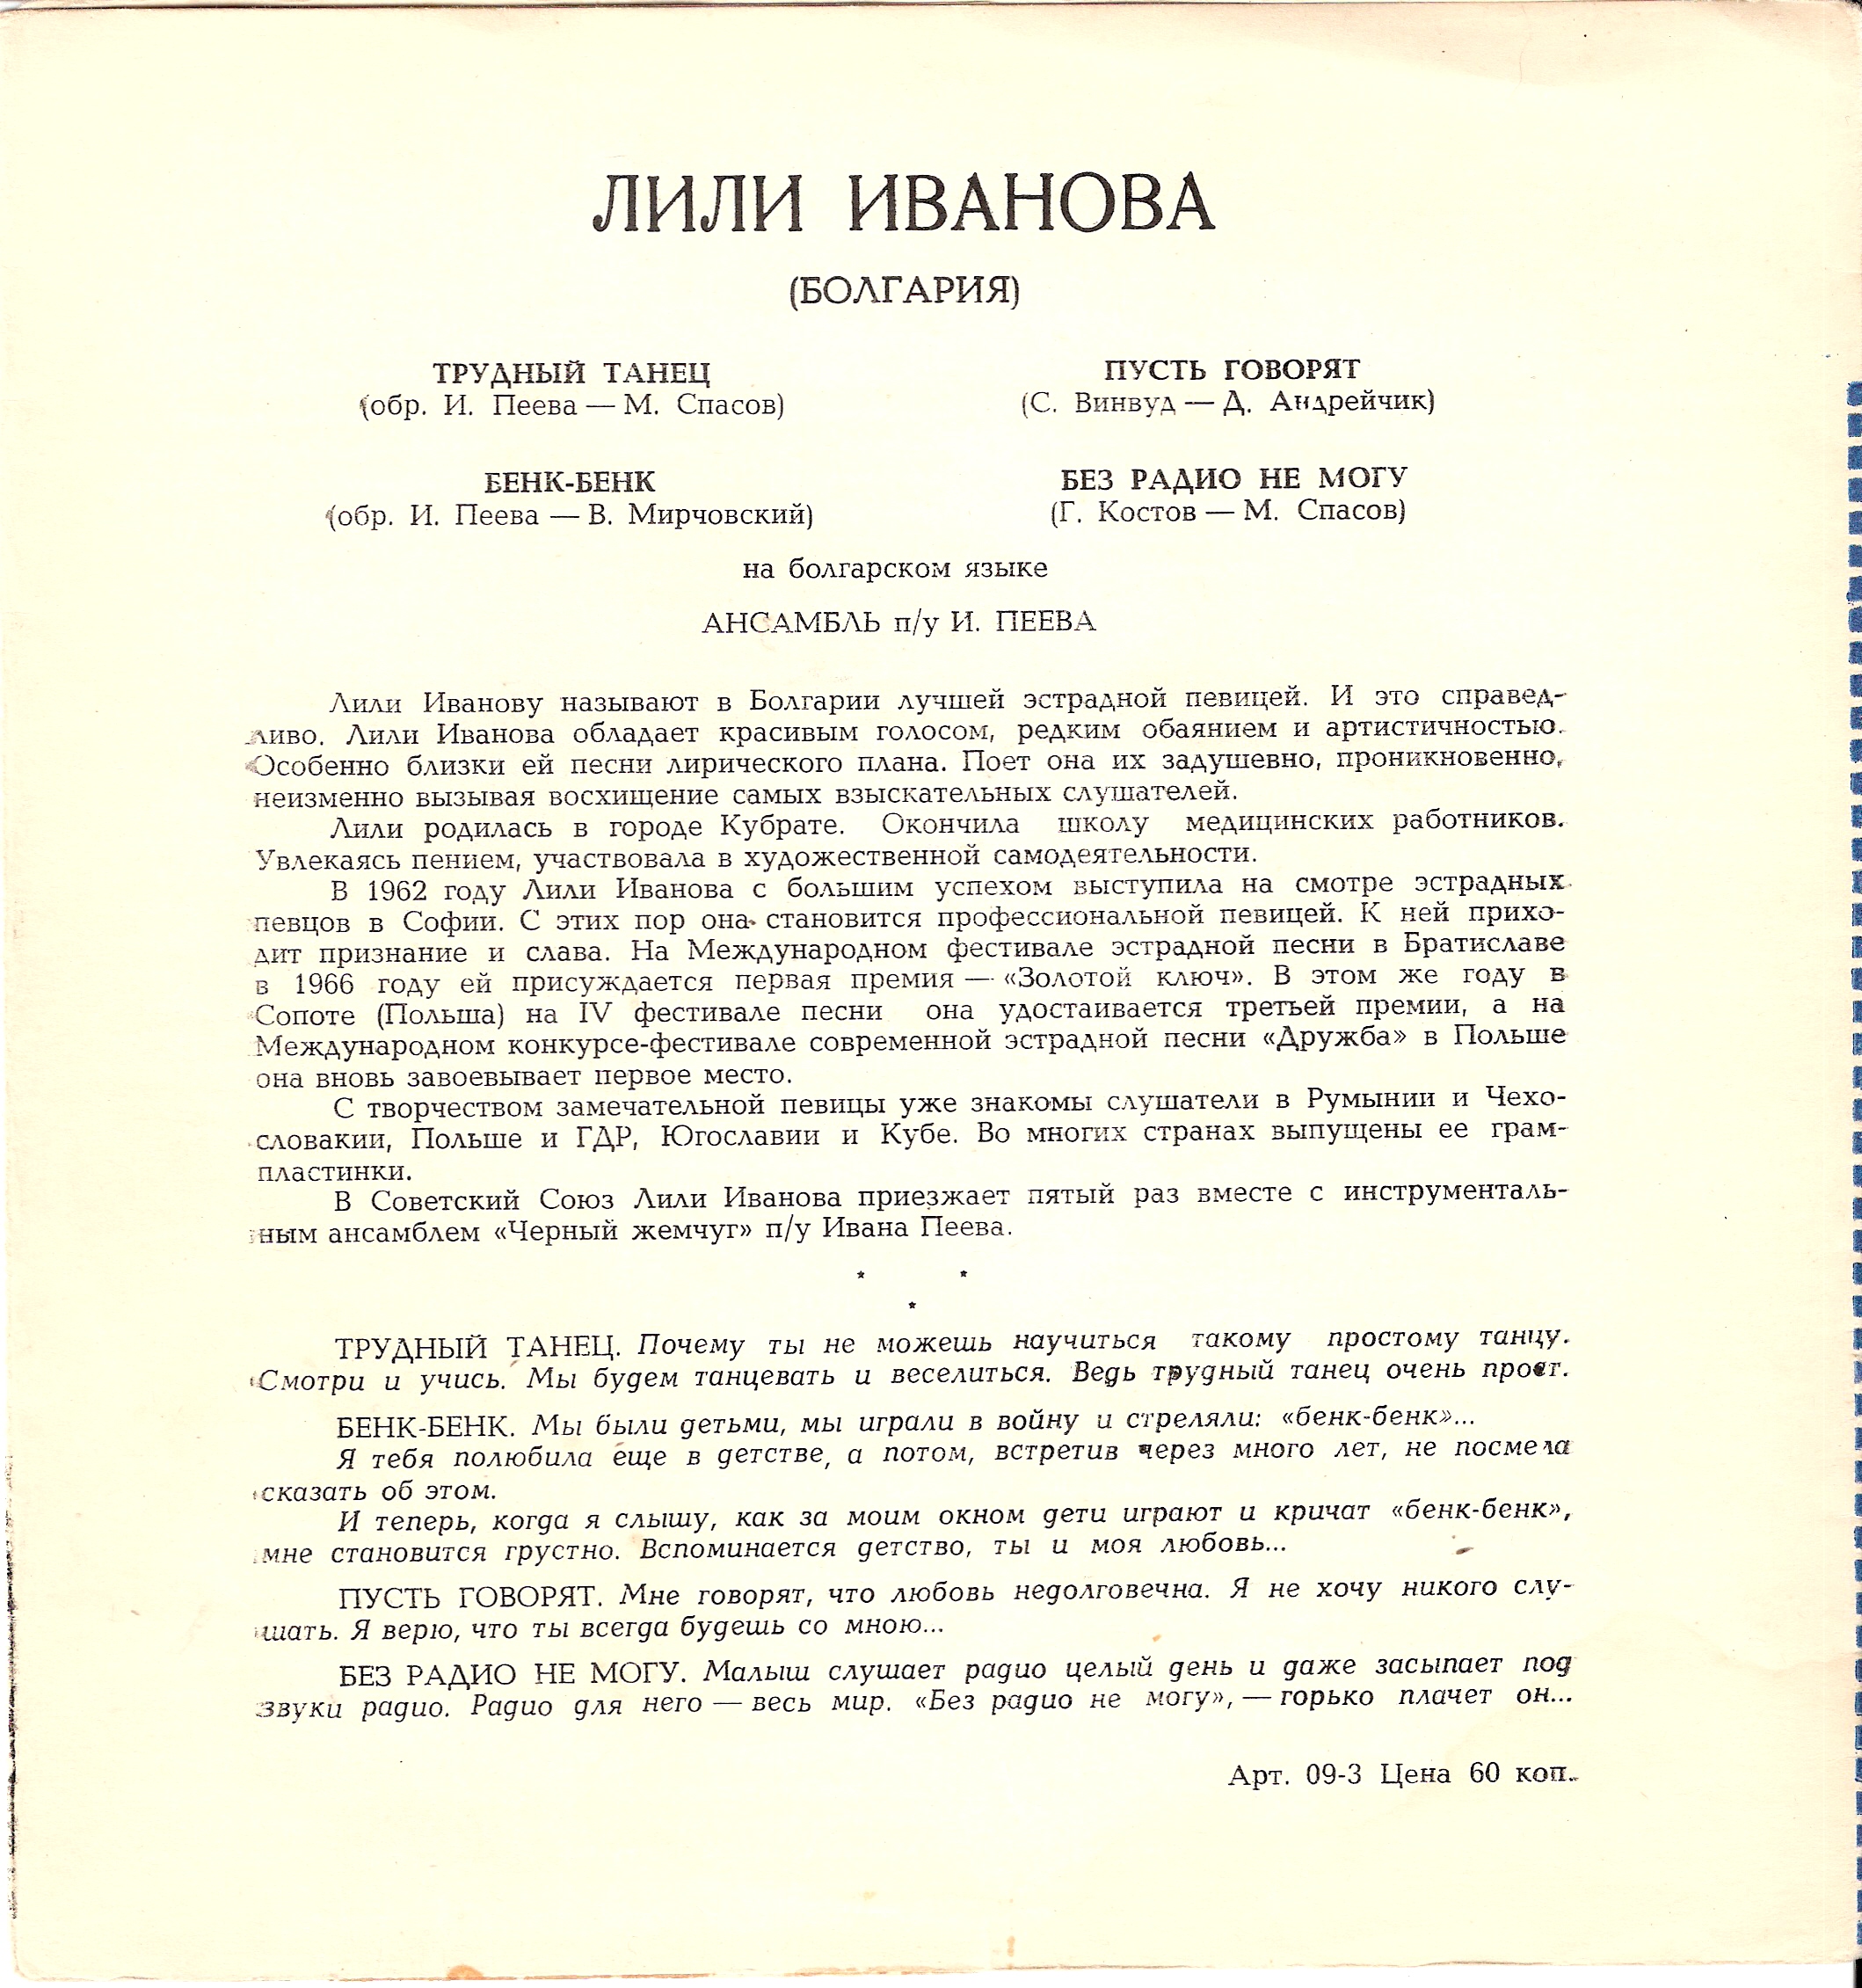 ЛИЛИ ИВАНОВА
(БОЛГАРИЯ)
ТРУДНЫЙ ТАНЕЦ
(обр. И. Пеева — М. Спасов)
БЕНК-БЕНК
(обр. И. Пеева — В. Мирчовский)
ПУСТЬ ГОВОРЯТ
(С. Винвуд — Д. Андрейчик)
БЕЗ РАДИО НЕ МОГУ
(Г. Костов — М. Спасов)
на болгарском языке
АНСАМБЛЬ п/у И. ПЕЕВА
Лили Иванову называют в Болгарии лучшей эстрадной певицей. И это справед-
ливо. Лили Иванова обладает красивым голосом, редким обаянием и артистичностью.
Особенно близки ей песни лирического плана. Поет она их задушевно, проникновенно,
неизменно вызывая восхищение самых взыскательных слушателей.
Лили родилась в городе Кубрате. Окончила школу медицинских работников.
Увлекаясь пением, участвовала в художественной самодеятельности.
В 1962 году Лили Иванова с большим успехом выступила на смотре эстрадных
певцов в Софии. С этих пор она становится профессиональной певицей. К ней прихо-
дит признание и слава. На Международном фестивале эстрадной песни в Братиславе
в 1966 году ей присуждается первая премия — «Золотой ключ». В этом же году в
Сопоте (Польша) на IV фестивале песни она удостаивается третьей премии, а на
Международном конкурсе-фестивале современной эстрадной песни «Дружба» в Польше
она вновь завоевывает первое место.
С творчеством замечательной певицы уже знакомы слушатели в Румынии и Чехо-
словакии, Польше и ГДР, Югославии и Кубе. Во многих странах выпущены ее грам-
пластинки.
В Советский Союз Лили Иванова приезжает пятый раз вместе с инструменталь-
ным ансамблем «Черный жемчуг» п/у Ивана Пеева.
* *
*
ТРУДНЫЙ ТАНЕЦ. Почему ты не можешь научиться такому простому танцу.
Смотри и учись. Мы будем танцевать и веселиться. Ведь трудный танец очень прост.
БЕНК-БЕНК. Мы были детьми, мы играли в войну и стреляли: «бенк-бенк»...
Я тебя полюбила еще в детстве, а потом, встретив через много лет, не посмела
сказать об этом.
И теперь, когда я слышу, как за моим окном дети играют и кричат «бенк-бенк»,
мне становится грустно. Вспоминается детство, ты и моя любовь...
ПУСТЬ ГОВОРЯТ. Мне говорят, что любовь недолговечна. Я не хочу никого слу-
шать. Я верю, что ты всегда будешь со мною...
БЕЗ РАДИО НЕ МОГУ. Малыш слушает радио целый день и даже засыпает под
звуки радио. Радио для него — весь мир. «Без радио не могу», — горько плачет он...
Арт. 09-3 Цена 60 коп.